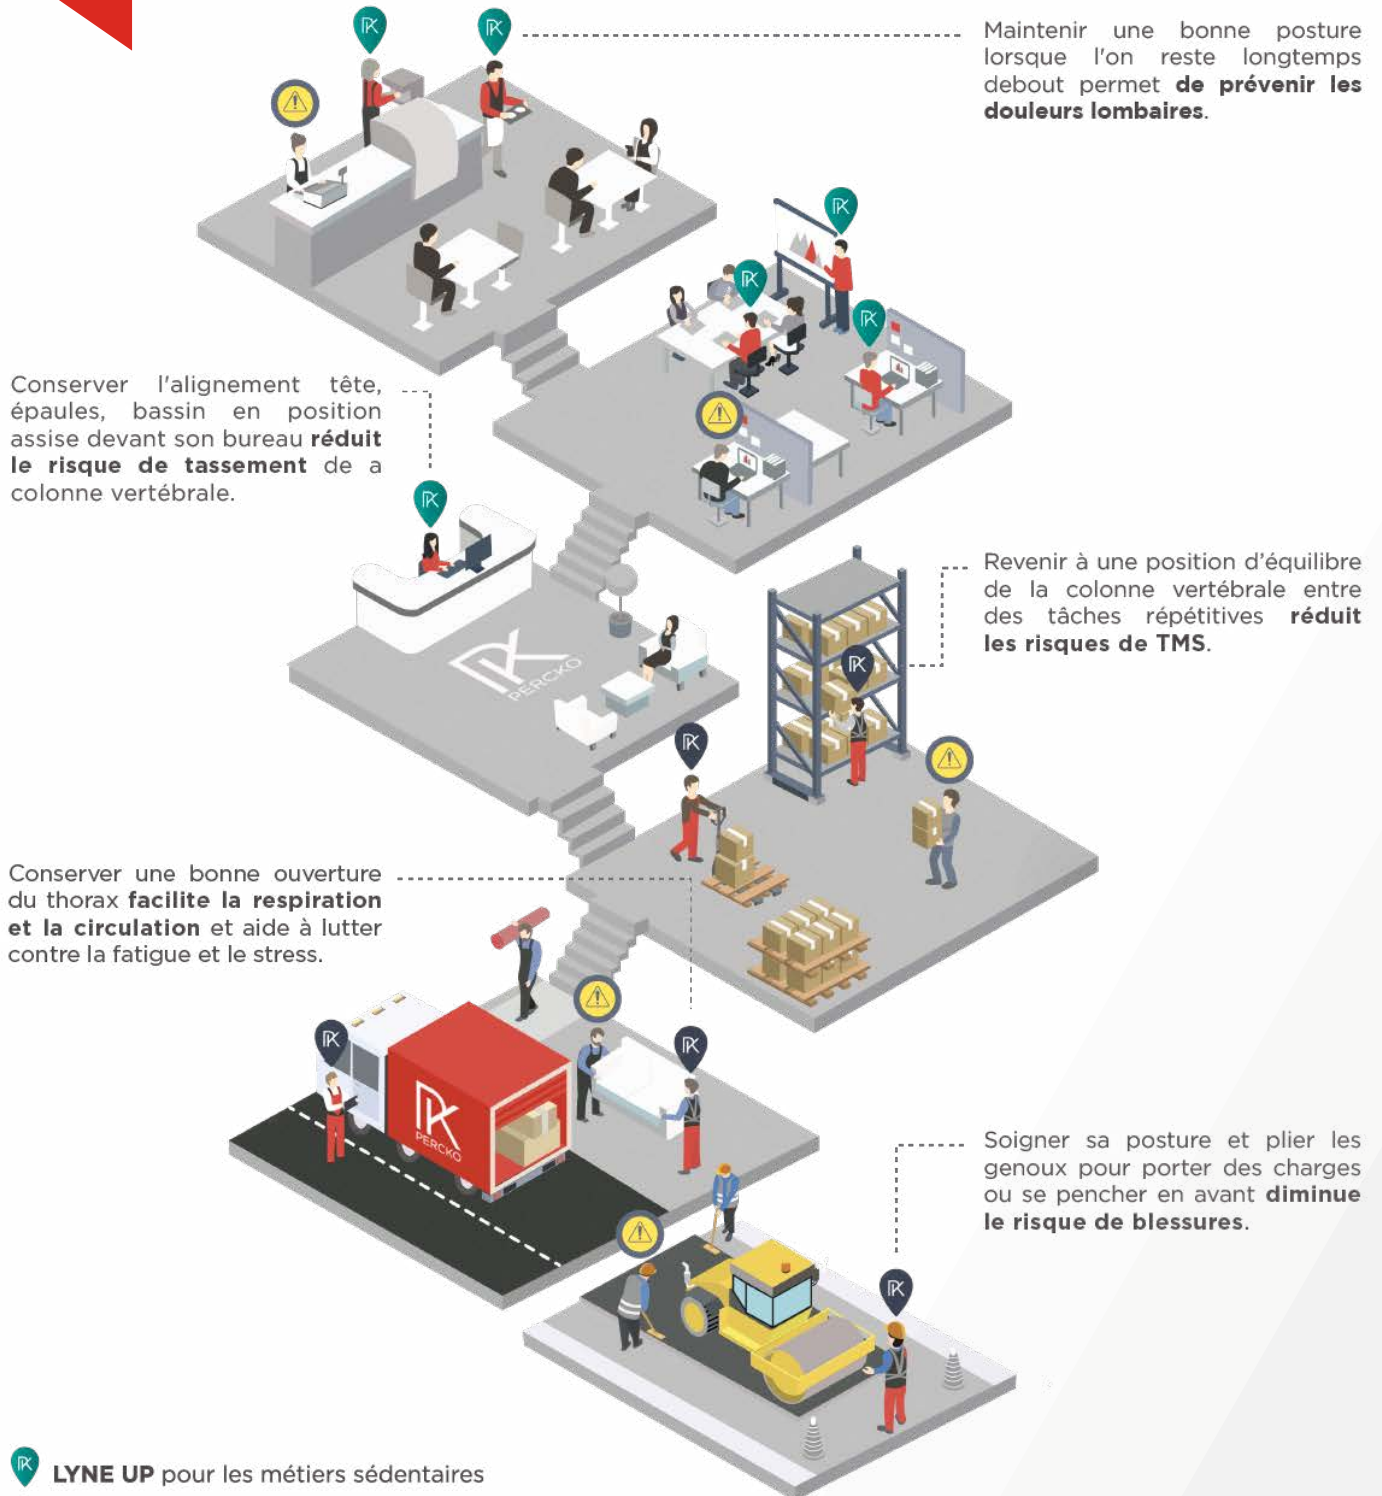 Maintenir une bonne posture
lorsque l'on reste longtemps
debout permet de prévenir les
douleurs lombaires.
Conserver l'alignement tête,
épaules, bassin en position
assise devant son bureau réduit
le risque de tassement de a
colonne vertébrale.
Revenir à une position d’équilibre
de la colonne vertébrale entre
des tâches répétitives réduit
les risques de TMS.
PERCKO
Conserver une bonne ouverture
du thorax facilite la respiration
et la circulation et aide à lutter
contre la fatigue et le stress.
PERCKO
Soigner sa posture et plier les
genoux pour porter des charges
ou se pencher en avant diminue
le risque de blessures.
LYNE UP pour les métiers sédentaires